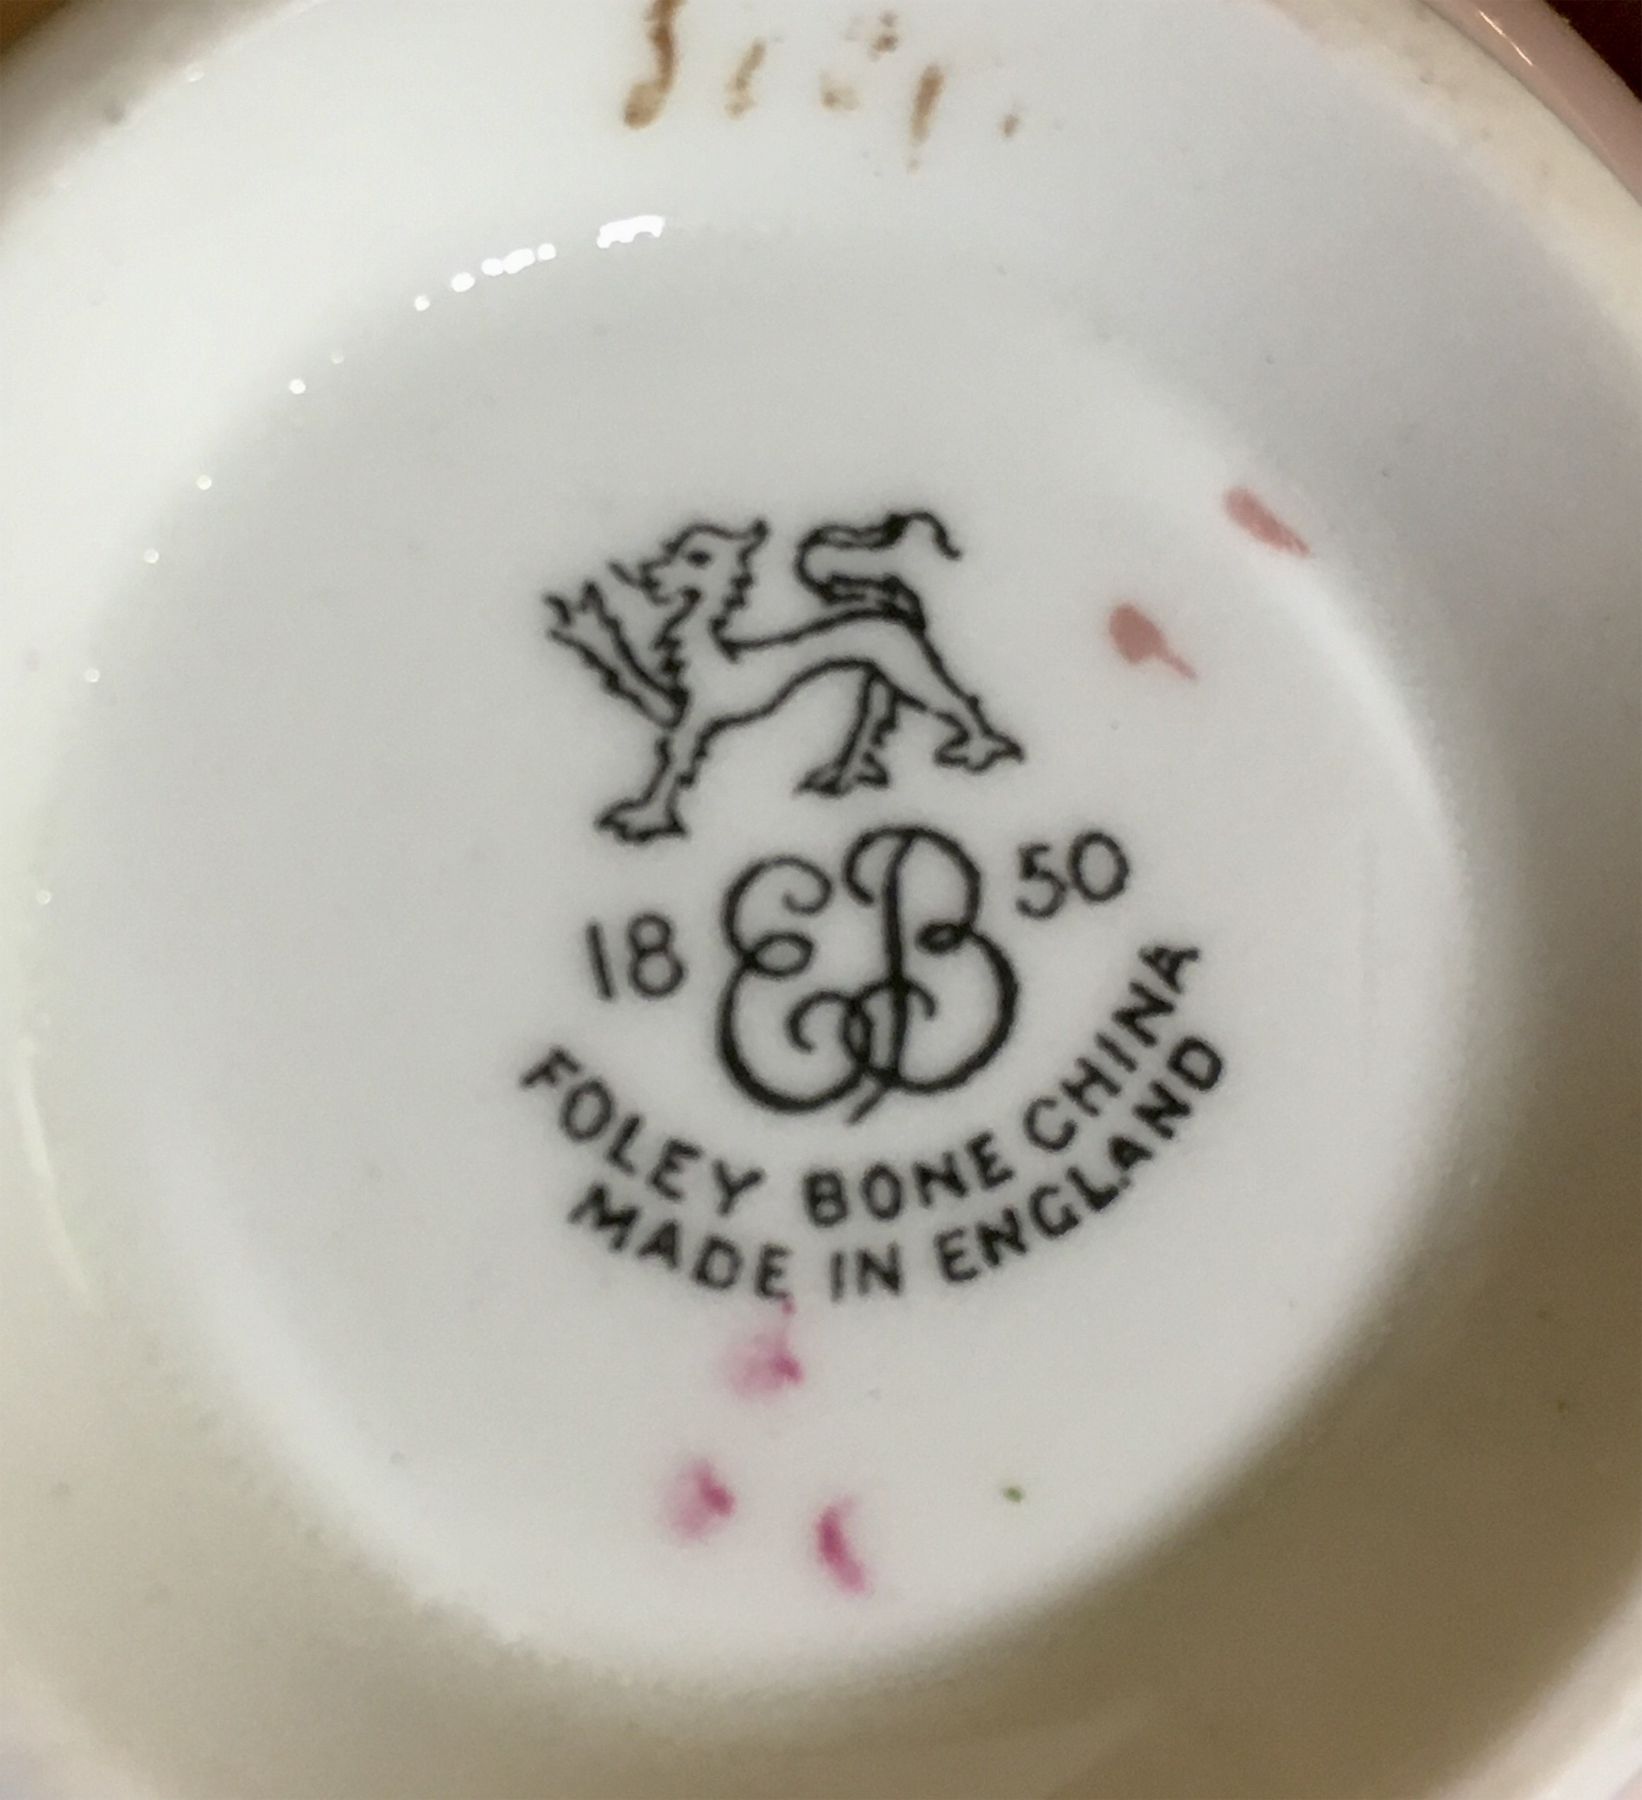 18 EB 50
FOLEY BONE CHINA
MADE IN ENGLAND